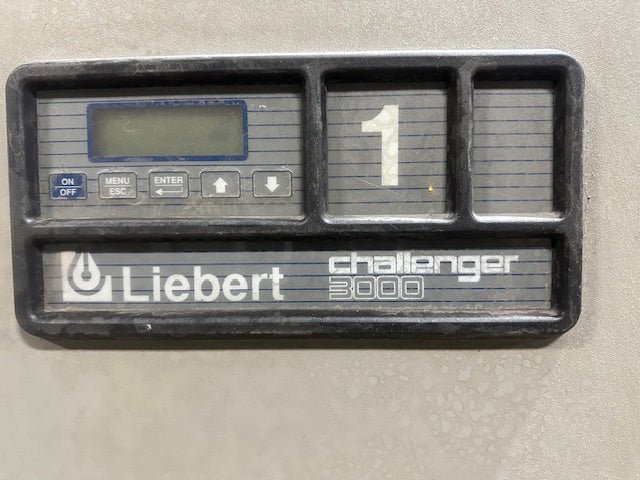 1
ON
OFF
MENU
ESC
ENTER
Liebert
challenger
3000